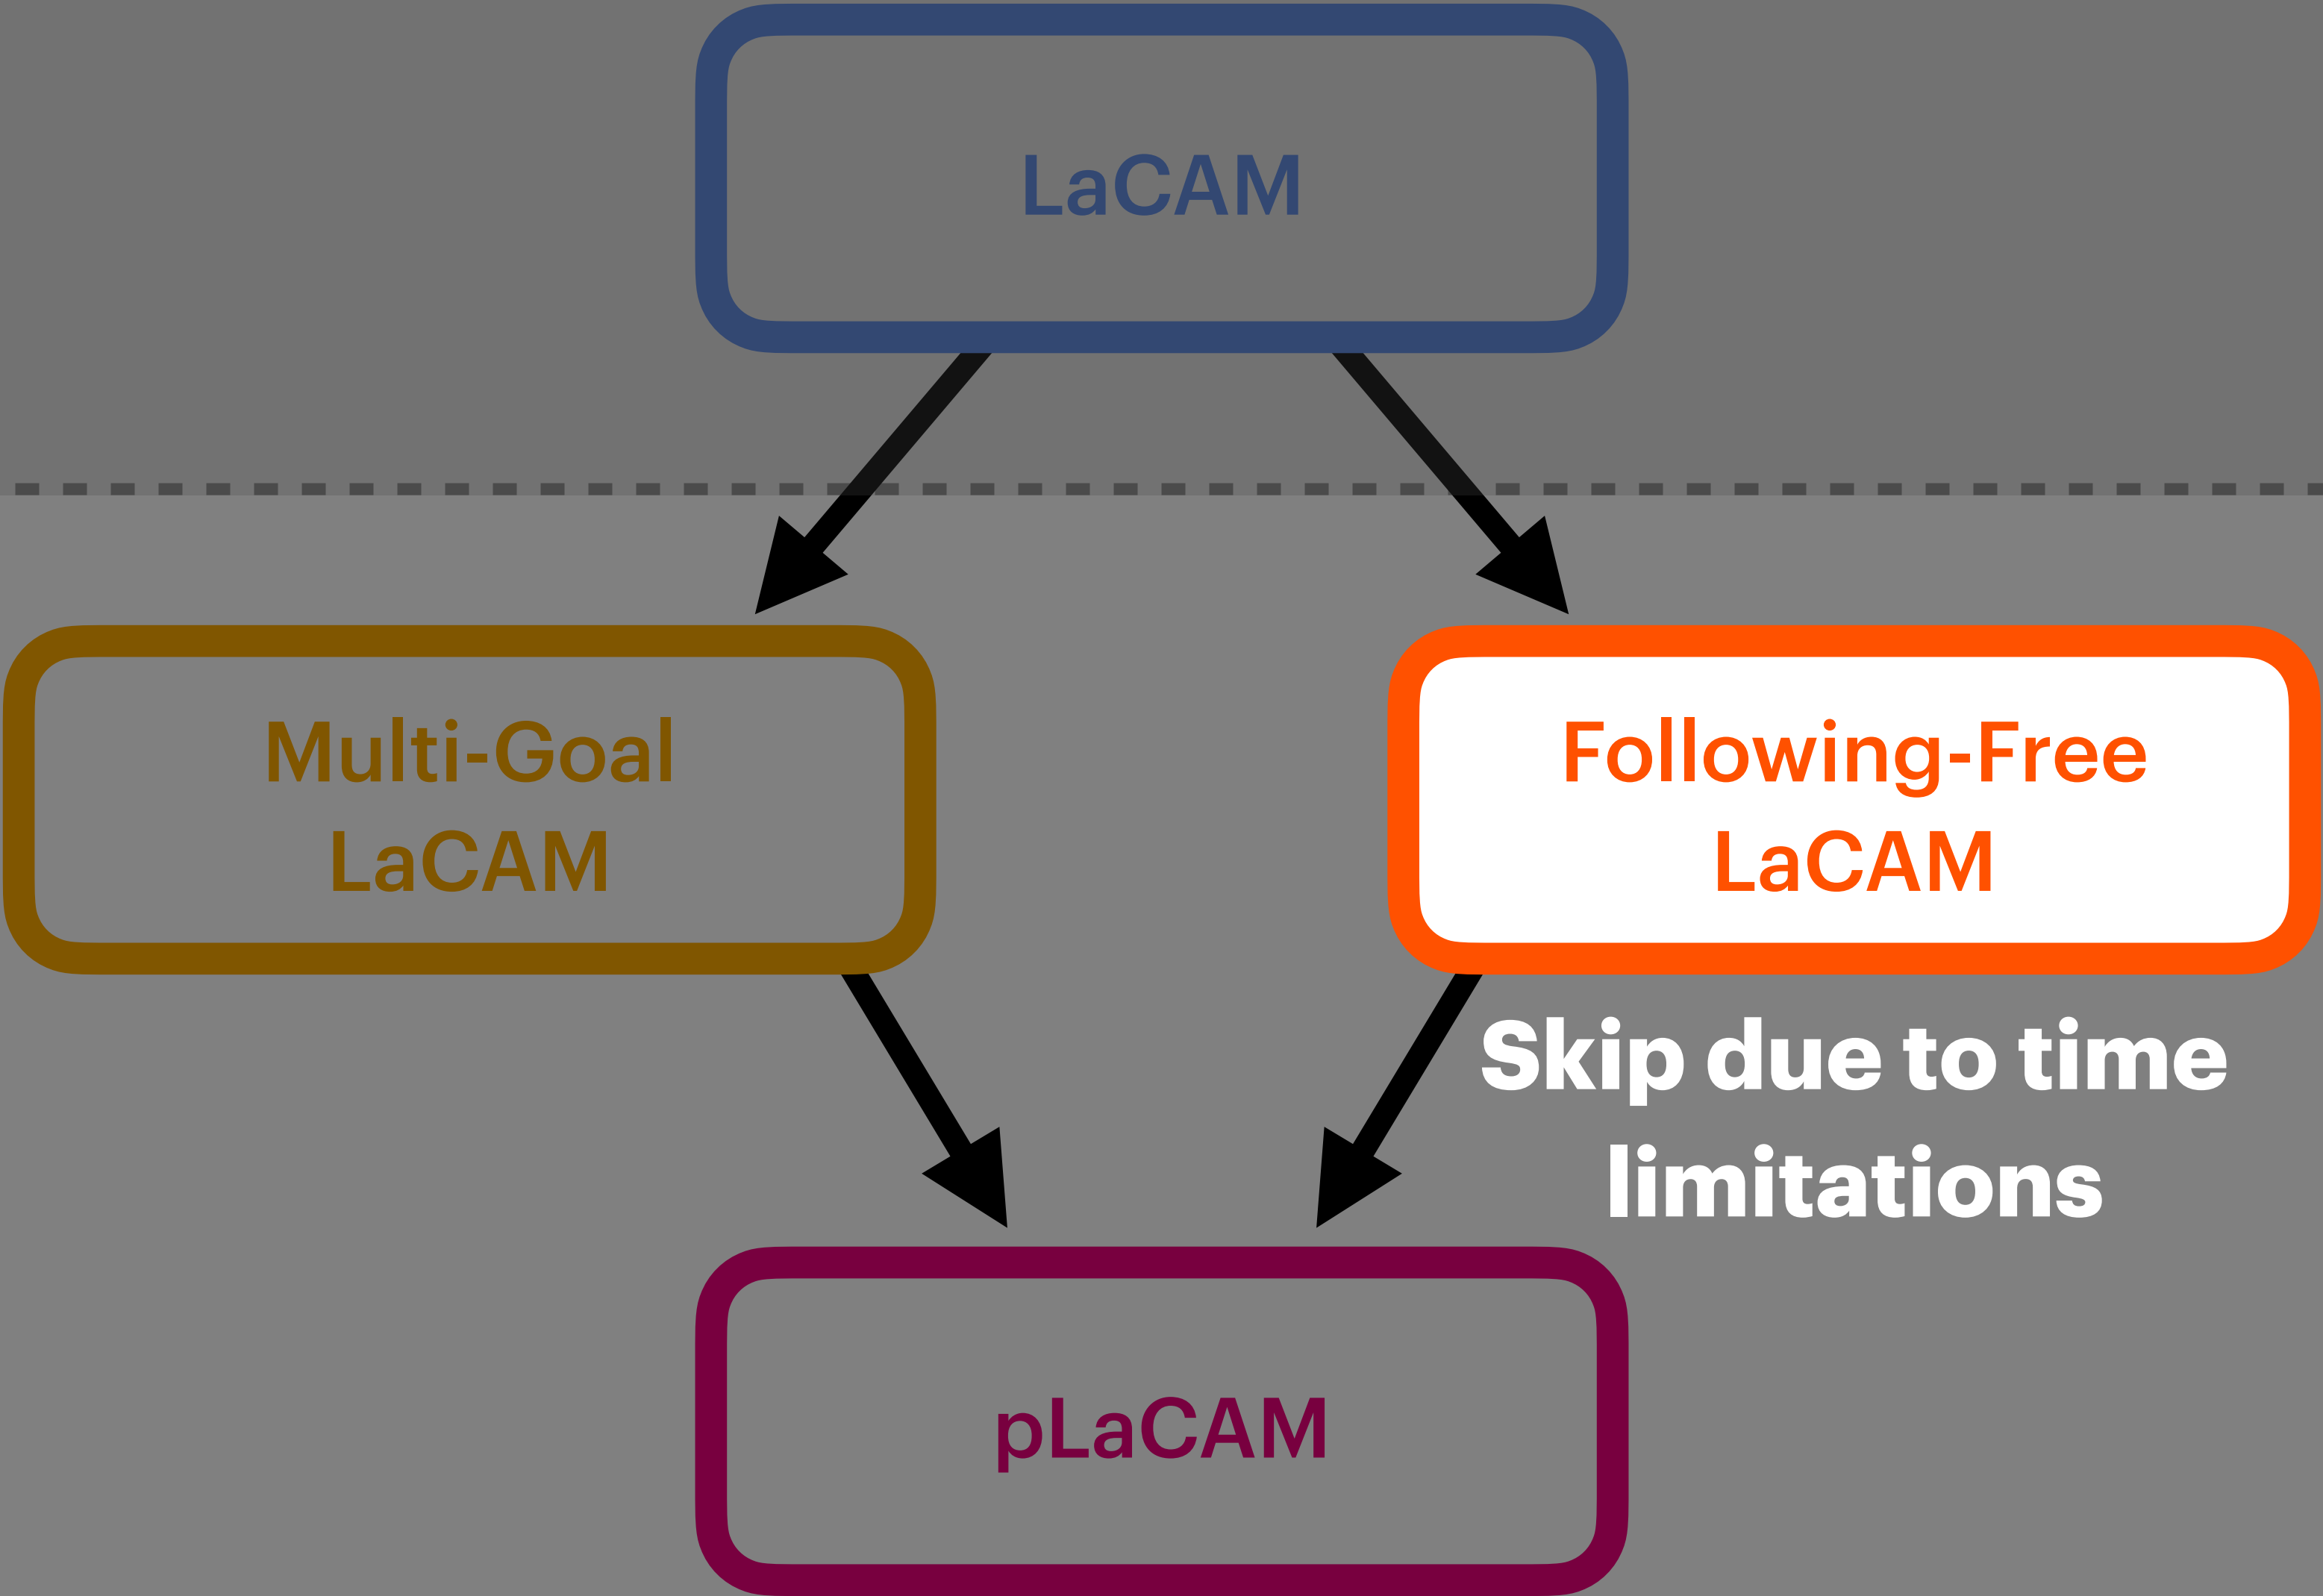 LaCAM
Multi-Goal
LaCAM
Following-Free
LaCAM
Skip due to time
limitations
pLaCAM